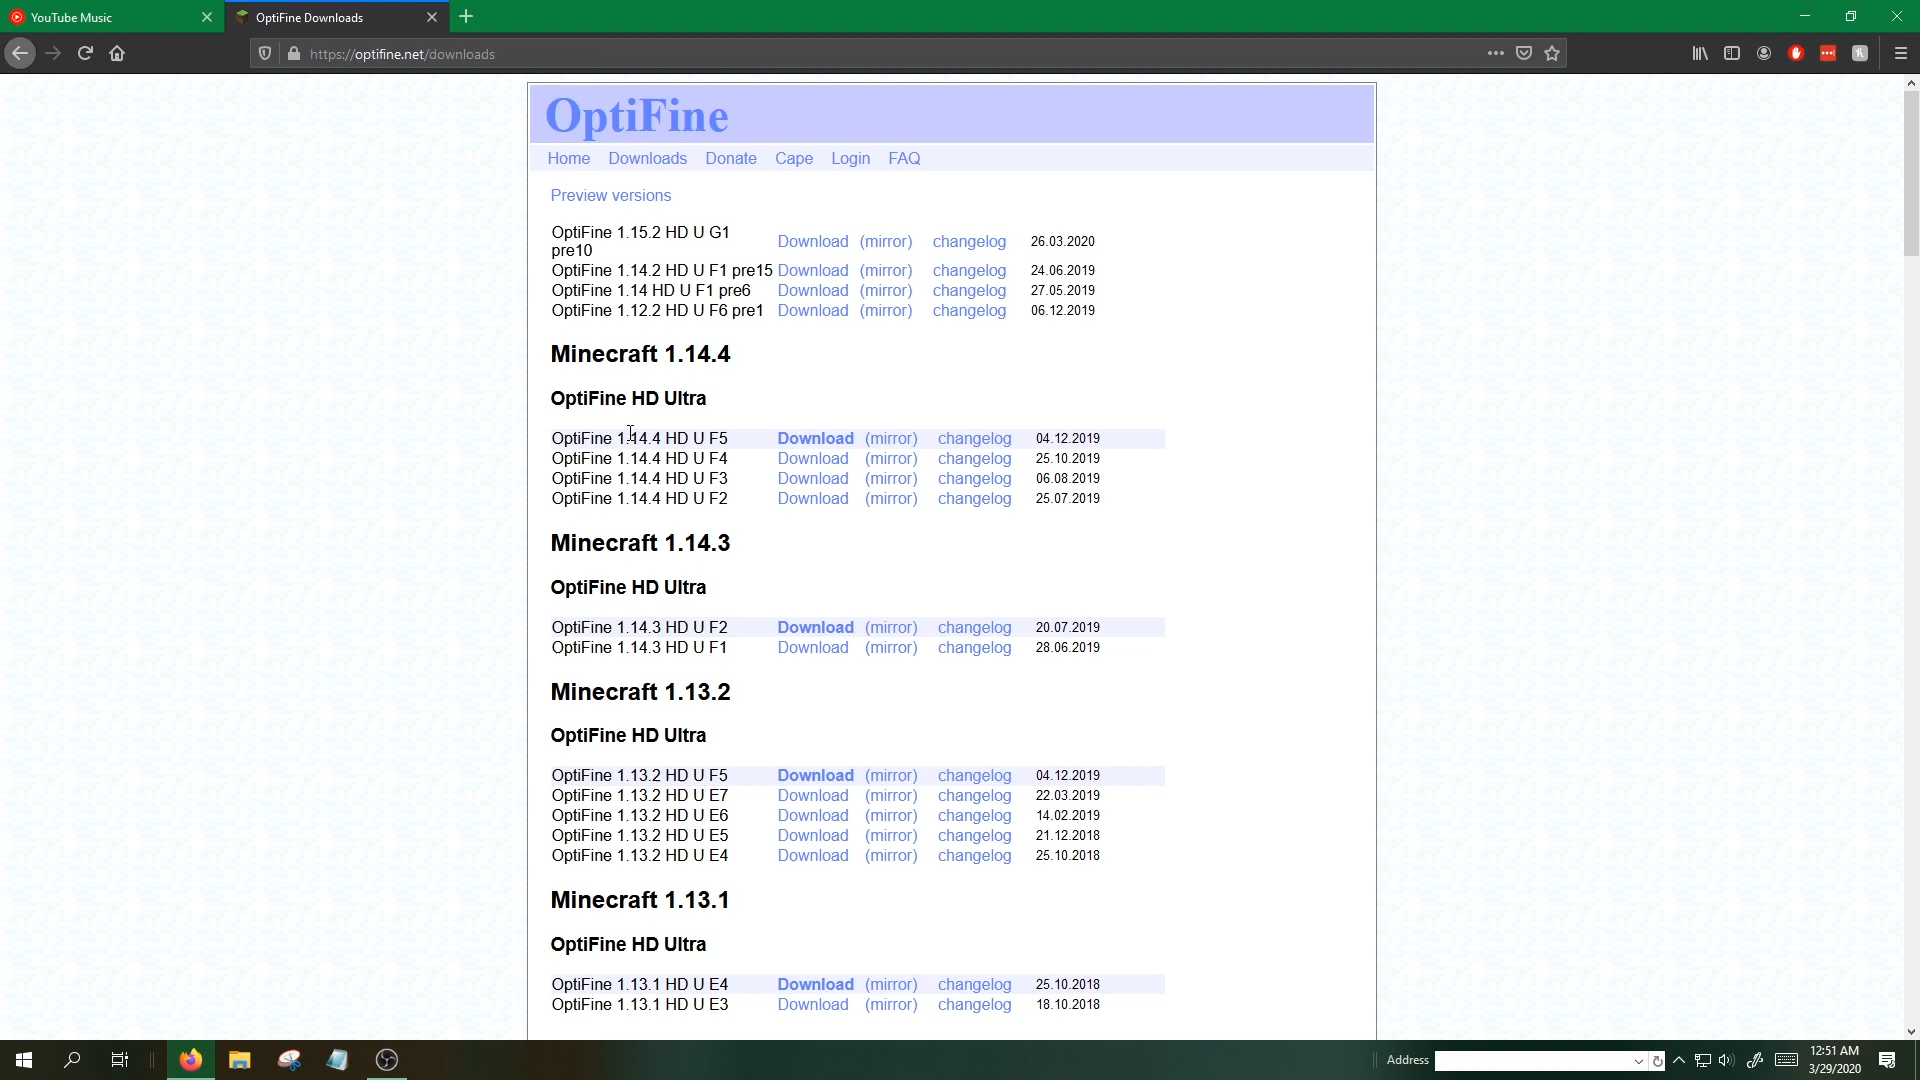 YouTube Music
OptiFine Downloads
https://optifine.net/downloads
OptiFine
Home Downloads Donate Cape Login FAQ
Preview versions
OptiFine 1.15.2 HD U G1 pre10 Download (mirror) changelog 26.03.2020
OptiFine 1.14.2 HD U F1 pre15 Download (mirror) changelog 24.06.2019
OptiFine 1.14 HD U F1 pre6 Download (mirror) changelog 27.05.2019
OptiFine 1.12.2 HD U F6 pre1 Download (mirror) changelog 06.12.2019
Minecraft 1.14.4
OptiFine HD Ultra
OptiFine 1.14.4 HD U F5 Download (mirror) changelog 04.12.2019
OptiFine 1.14.4 HD U F4 Download (mirror) changelog 25.10.2019
OptiFine 1.14.4 HD U F3 Download (mirror) changelog 06.08.2019
OptiFine 1.14.4 HD U F2 Download (mirror) changelog 25.07.2019
Minecraft 1.14.3
OptiFine HD Ultra
OptiFine 1.14.3 HD U F2 Download (mirror) changelog 20.07.2019
OptiFine 1.14.3 HD U F1 Download (mirror) changelog 28.06.2019
Minecraft 1.13.2
OptiFine HD Ultra
OptiFine 1.13.2 HD U F5 Download (mirror) changelog 04.12.2019
OptiFine 1.13.2 HD U E7 Download (mirror) changelog 22.03.2019
OptiFine 1.13.2 HD U E6 Download (mirror) changelog 14.02.2019
OptiFine 1.13.2 HD U E5 Download (mirror) changelog 21.12.2018
OptiFine 1.13.2 HD U E4 Download (mirror) changelog 25.10.2018
Minecraft 1.13.1
OptiFine HD Ultra
OptiFine 1.13.1 HD U E4 Download (mirror) changelog 25.10.2018
OptiFine 1.13.1 HD U E3 Download (mirror) changelog 18.10.2018
Address
12:51 AM
3/29/2020